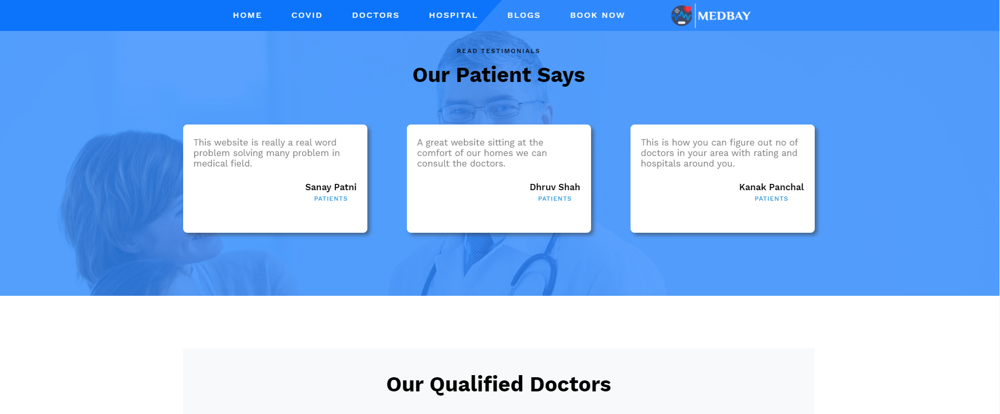 HOME COVID DOCTORS HOSPITAL BLOGS BOOK NOW MEDBAY
READ TESTIMONIALS
Our Patient Says
This website is really a real word
problem solving many problem in
medical field.
Sanay Patni
PATIENTS
A great website sitting at the
comfort of our homes we can
consult the doctors.
Dhruv Shah
PATIENTS
This is how you can figure out no of
doctors in your area with rating and
hospitals around you.
Kanak Panchal
PATIENTS
Our Qualified Doctors